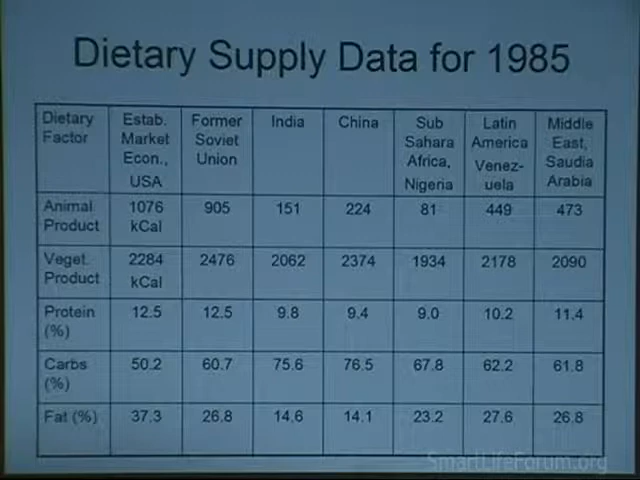 Dietary Supply Data for 1985
Dietary Factor | Estab. Market Econ., USA | Former Soviet Union | India | China | Sub Sahara Africa, Nigeria | Latin America Venez-uela | Middle East, Saudia Arabia
Animal Product | 1076 kCal | 905 | 151 | 224 | 81 | 449 | 473
Veget. Product | 2284 kCal | 2476 | 2062 | 2374 | 1934 | 2178 | 2090
Protein (%) | 12.5 | 12.5 | 9.8 | 9.4 | 9.0 | 10.2 | 11.4
Carbs (%) | 50.2 | 60.7 | 75.6 | 76.5 | 67.8 | 62.2 | 61.8
Fat (%) | 37.3 | 26.8 | 14.6 | 14.1 | 23.2 | 27.6 | 26.8
SmartLifeForum.org